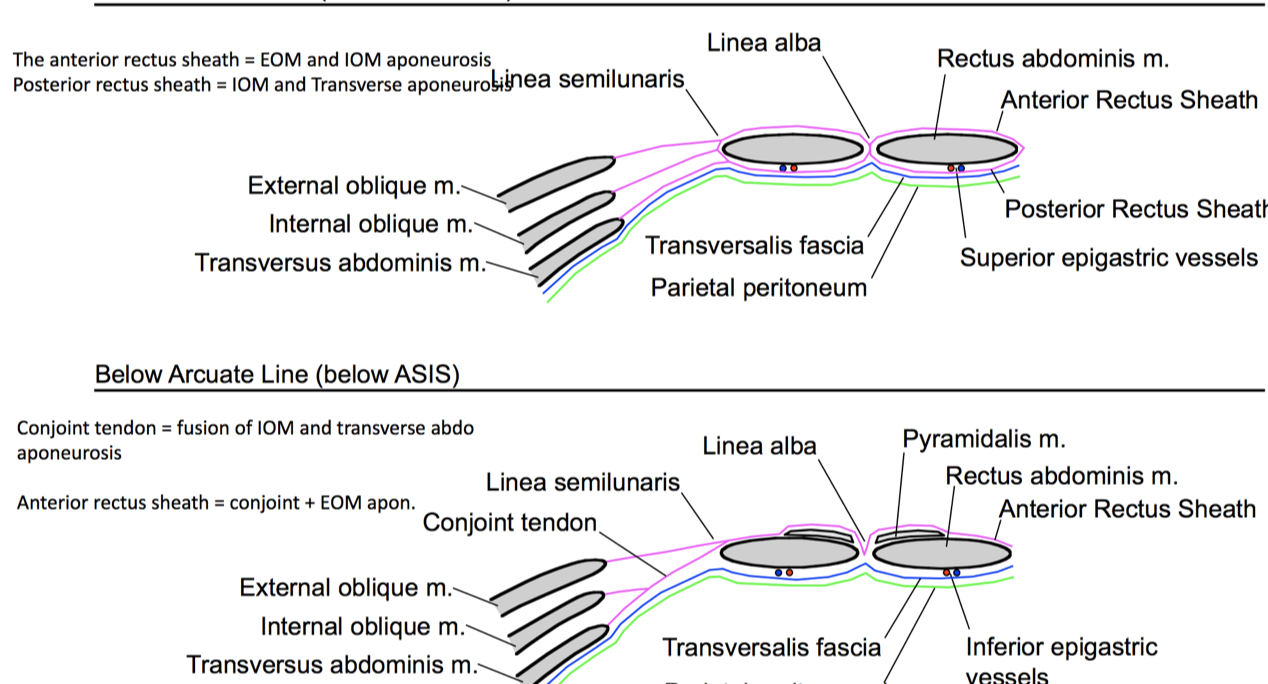 The anterior rectus sheath = EOM and IOM aponeurosis
Posterior rectus sheath = IOM and Transverse aponeurosis
Linea alba
Linea semilunaris
Rectus abdominis m.
Anterior Rectus Sheath
External oblique m.
Internal oblique m.
Transversus abdominis m.
Transversalis fascia
Parietal peritoneum
Posterior Rectus Sheath
Superior epigastric vessels
Below Arcuate Line (below ASIS)
Conjoint tendon = fusion of IOM and transverse abdo
aponeurosis
Anterior rectus sheath = conjoint + EOM apon.
Linea alba
Pyramidalis m.
Linea semilunaris
Rectus abdominis m.
Conjoint tendon
Anterior Rectus Sheath
External oblique m.
Internal oblique m.
Transversus abdominis m.
Transversalis fascia
Inferior epigastric
vessels